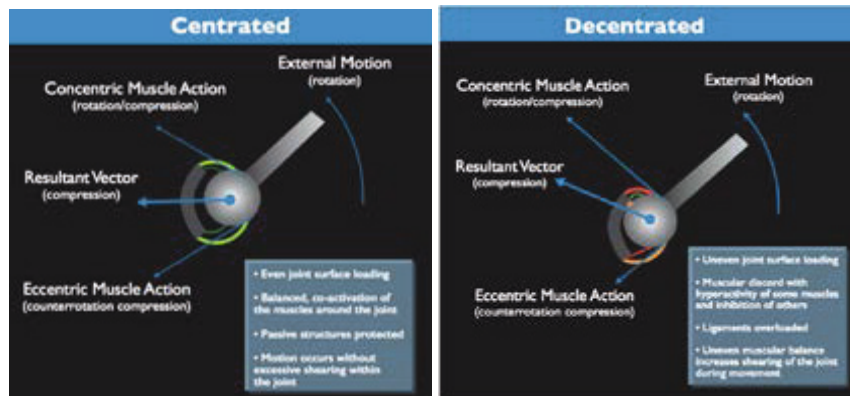 Centrated
External Motion
(rotation)
Concentric Muscle Action
(rotation/compression)
Resultant Vector
(compression)
Eccentric Muscle Action
(counterrotation compression)
• Even joint surface loading
• Balanced, co-activation of
the muscles around the joint
• Passive structures protected
• Motion occurs without
excessive shearing within
the joint
Decentrated
External Motion
(rotation)
Concentric Muscle Action
(rotation/compression)
Resultant Vector
(compression)
Eccentric Muscle Action
(counterrotation compression)
• Uneven joint surface loading
• Muscular discord with
hyperactivity of some muscles
and inhibition of others
• Ligaments overloaded
• Uneven muscular balance
increases shearing of the joint
during movement